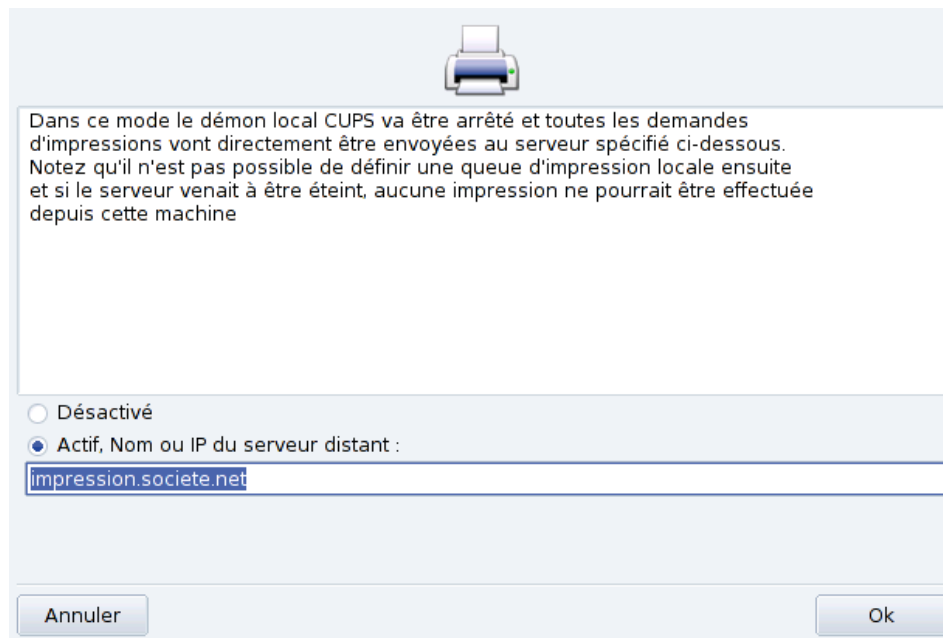 Dans ce mode le démon local CUPS va être arrêté et toutes les demandes
d'impressions vont directement être envoyées au serveur spécifié ci-dessous.
Notez qu'il n'est pas possible de définir une queue d'impression locale ensuite
et si le serveur venait à être éteint, aucune impression ne pourrait être effectuée
depuis cette machine
Désactivé
Actif, Nom ou IP du serveur distant :
impression.societe.net
Annuler
Ok